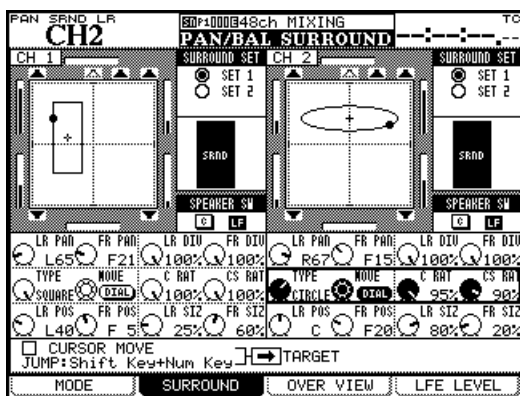 PAN SRND LR
CH2
48ch MIXING
PAN/BAL SURROUND
TC
--:--:--.--
CH 1
SURROUND SET
SET 1
SET 2
SRND
SPEAKER SW
C LF
CH 2
SURROUND SET
SET 1
SET 2
SRND
SPEAKER SW
C LF
LR PAN FR PAN LR DIV FR DIV
L65% F21 100% 100%
TYPE MOVE C RAT CS RAT
SQUARE DIAL 100% 100%
LR POS FR POS LR SIZ FR SIZ
L40 F 5 25% 60%
LR PAN FR PAN LR DIV FR DIV
R67 F15 100% 100%
TYPE MOVE C RAT CS RAT
CIRCLE DIAL 95% 90%
LR POS FR POS LR SIZ FR SIZ
C F20 80% 20%
CURSOR MOVE
JUMP:Shift Key+Num Key
TARGET
MODE SURROUND OVER VIEW LFE LEVEL